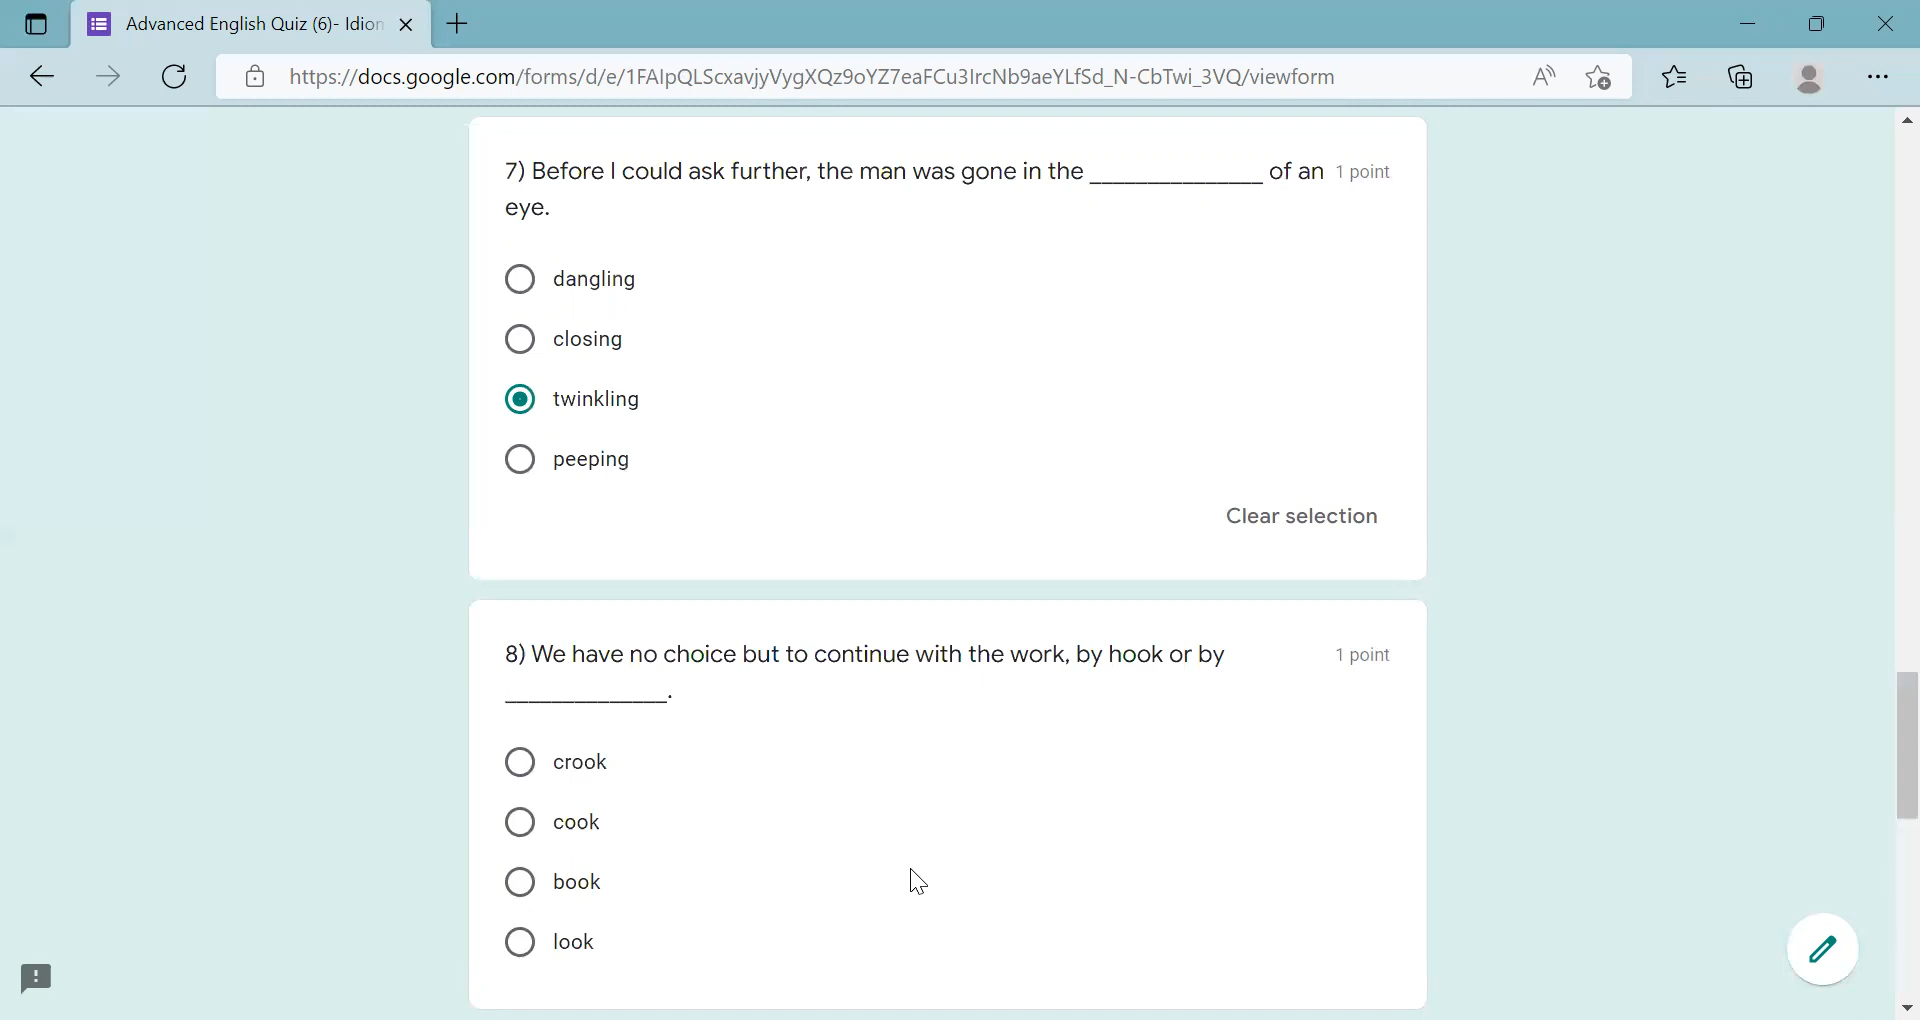 Advanced English Quiz (6)- Idion
https://docs.google.com/forms/d/e/1FAIpQLScxavjyVygXQz9oYZ7eaFCu3IrcNb9aeYLfSd_N-CbTwi_3VQ/viewform
7) Before I could ask further, the man was gone in the _______________ of an 1 point
eye.
dangling
closing
twinkling
peeping
Clear selection
8) We have no choice but to continue with the work, by hook or by 1 point
______________.
crook
cook
book
look